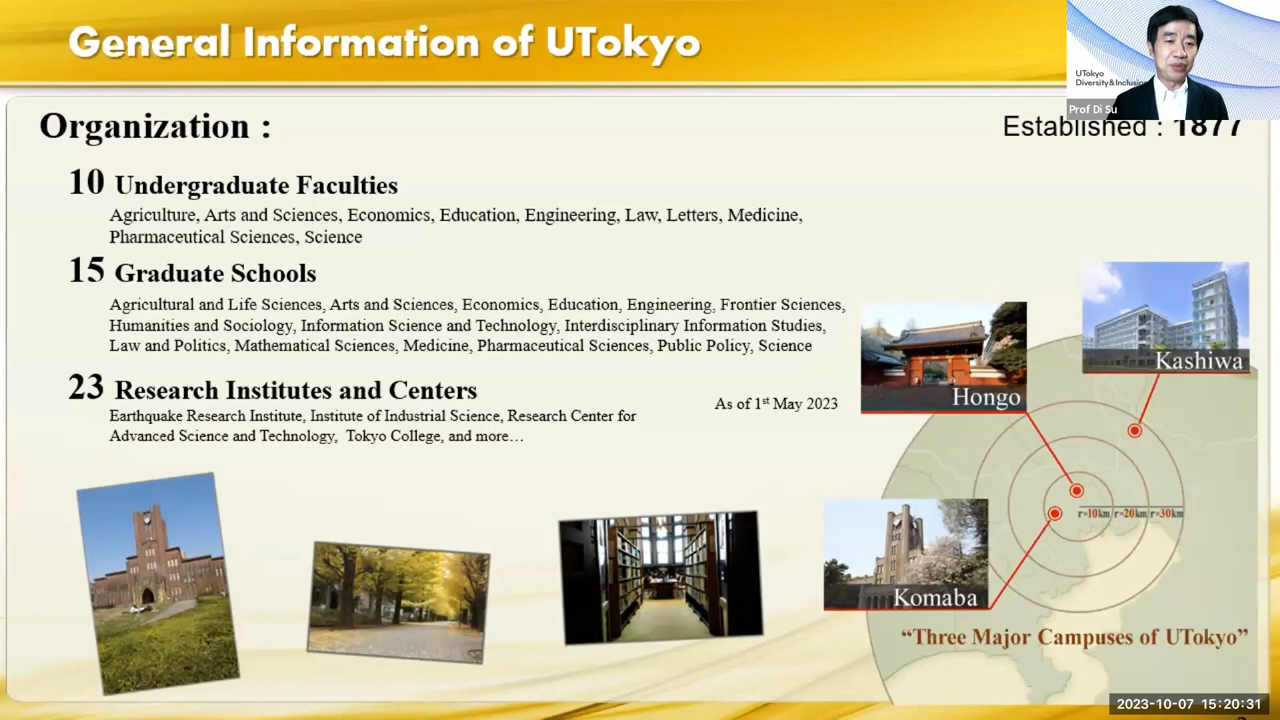 General Information of UTokyo
UTokyo
Diversity&Inclusion
Prof Di Su
Organization :
Established : 1877
10 Undergraduate Faculties
Agriculture, Arts and Sciences, Economics, Education, Engineering, Law, Letters, Medicine,
Pharmaceutical Sciences, Science
15 Graduate Schools
Agricultural and Life Sciences, Arts and Sciences, Economics, Education, Engineering, Frontier Sciences,
Humanities and Sociology, Information Science and Technology, Interdisciplinary Information Studies,
Law and Politics, Mathematical Sciences, Medicine, Pharmaceutical Sciences, Public Policy, Science
23 Research Institutes and Centers
As of 1st May 2023
Earthquake Research Institute, Institute of Industrial Science, Research Center for
Advanced Science and Technology, Tokyo College, and more…
Kashiwa
Hongo
r=10km r=20km r=30km
Komaba
“Three Major Campuses of UTokyo”
2023-10-07 15:20:31